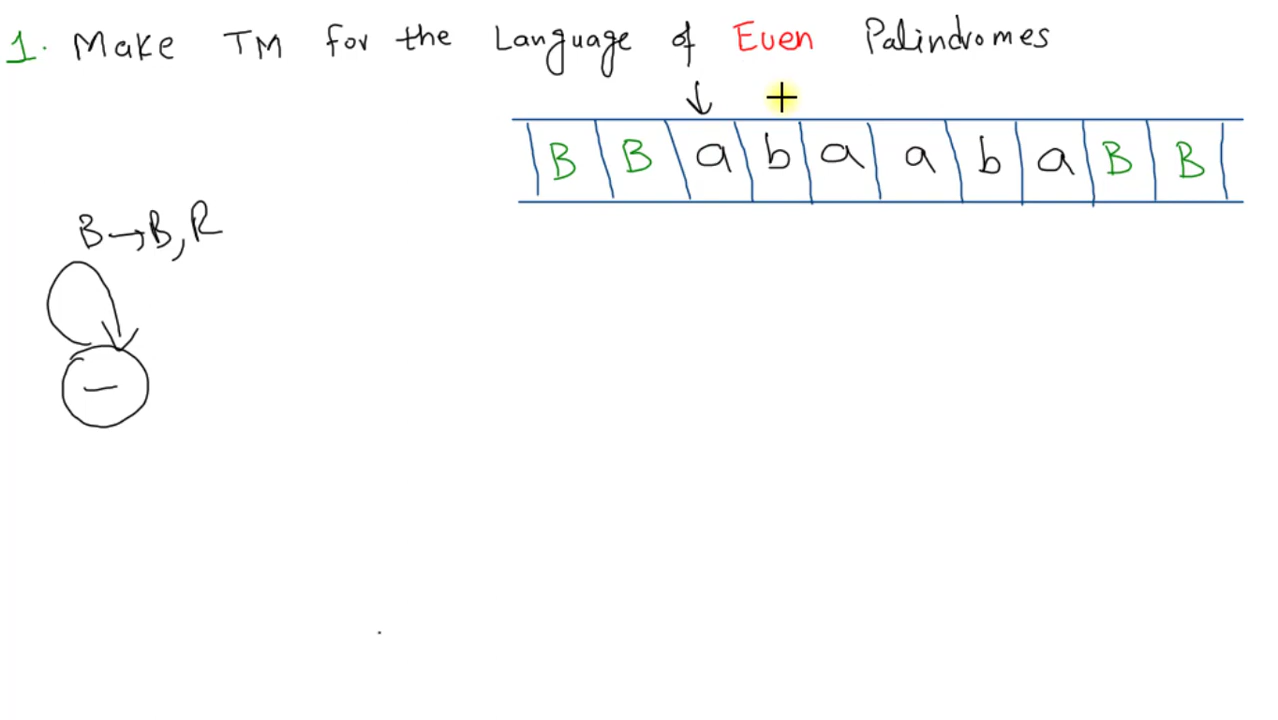 1. Make TM for the Language of Even Palindromes
B B a b a a b a B B
B→B,R
−